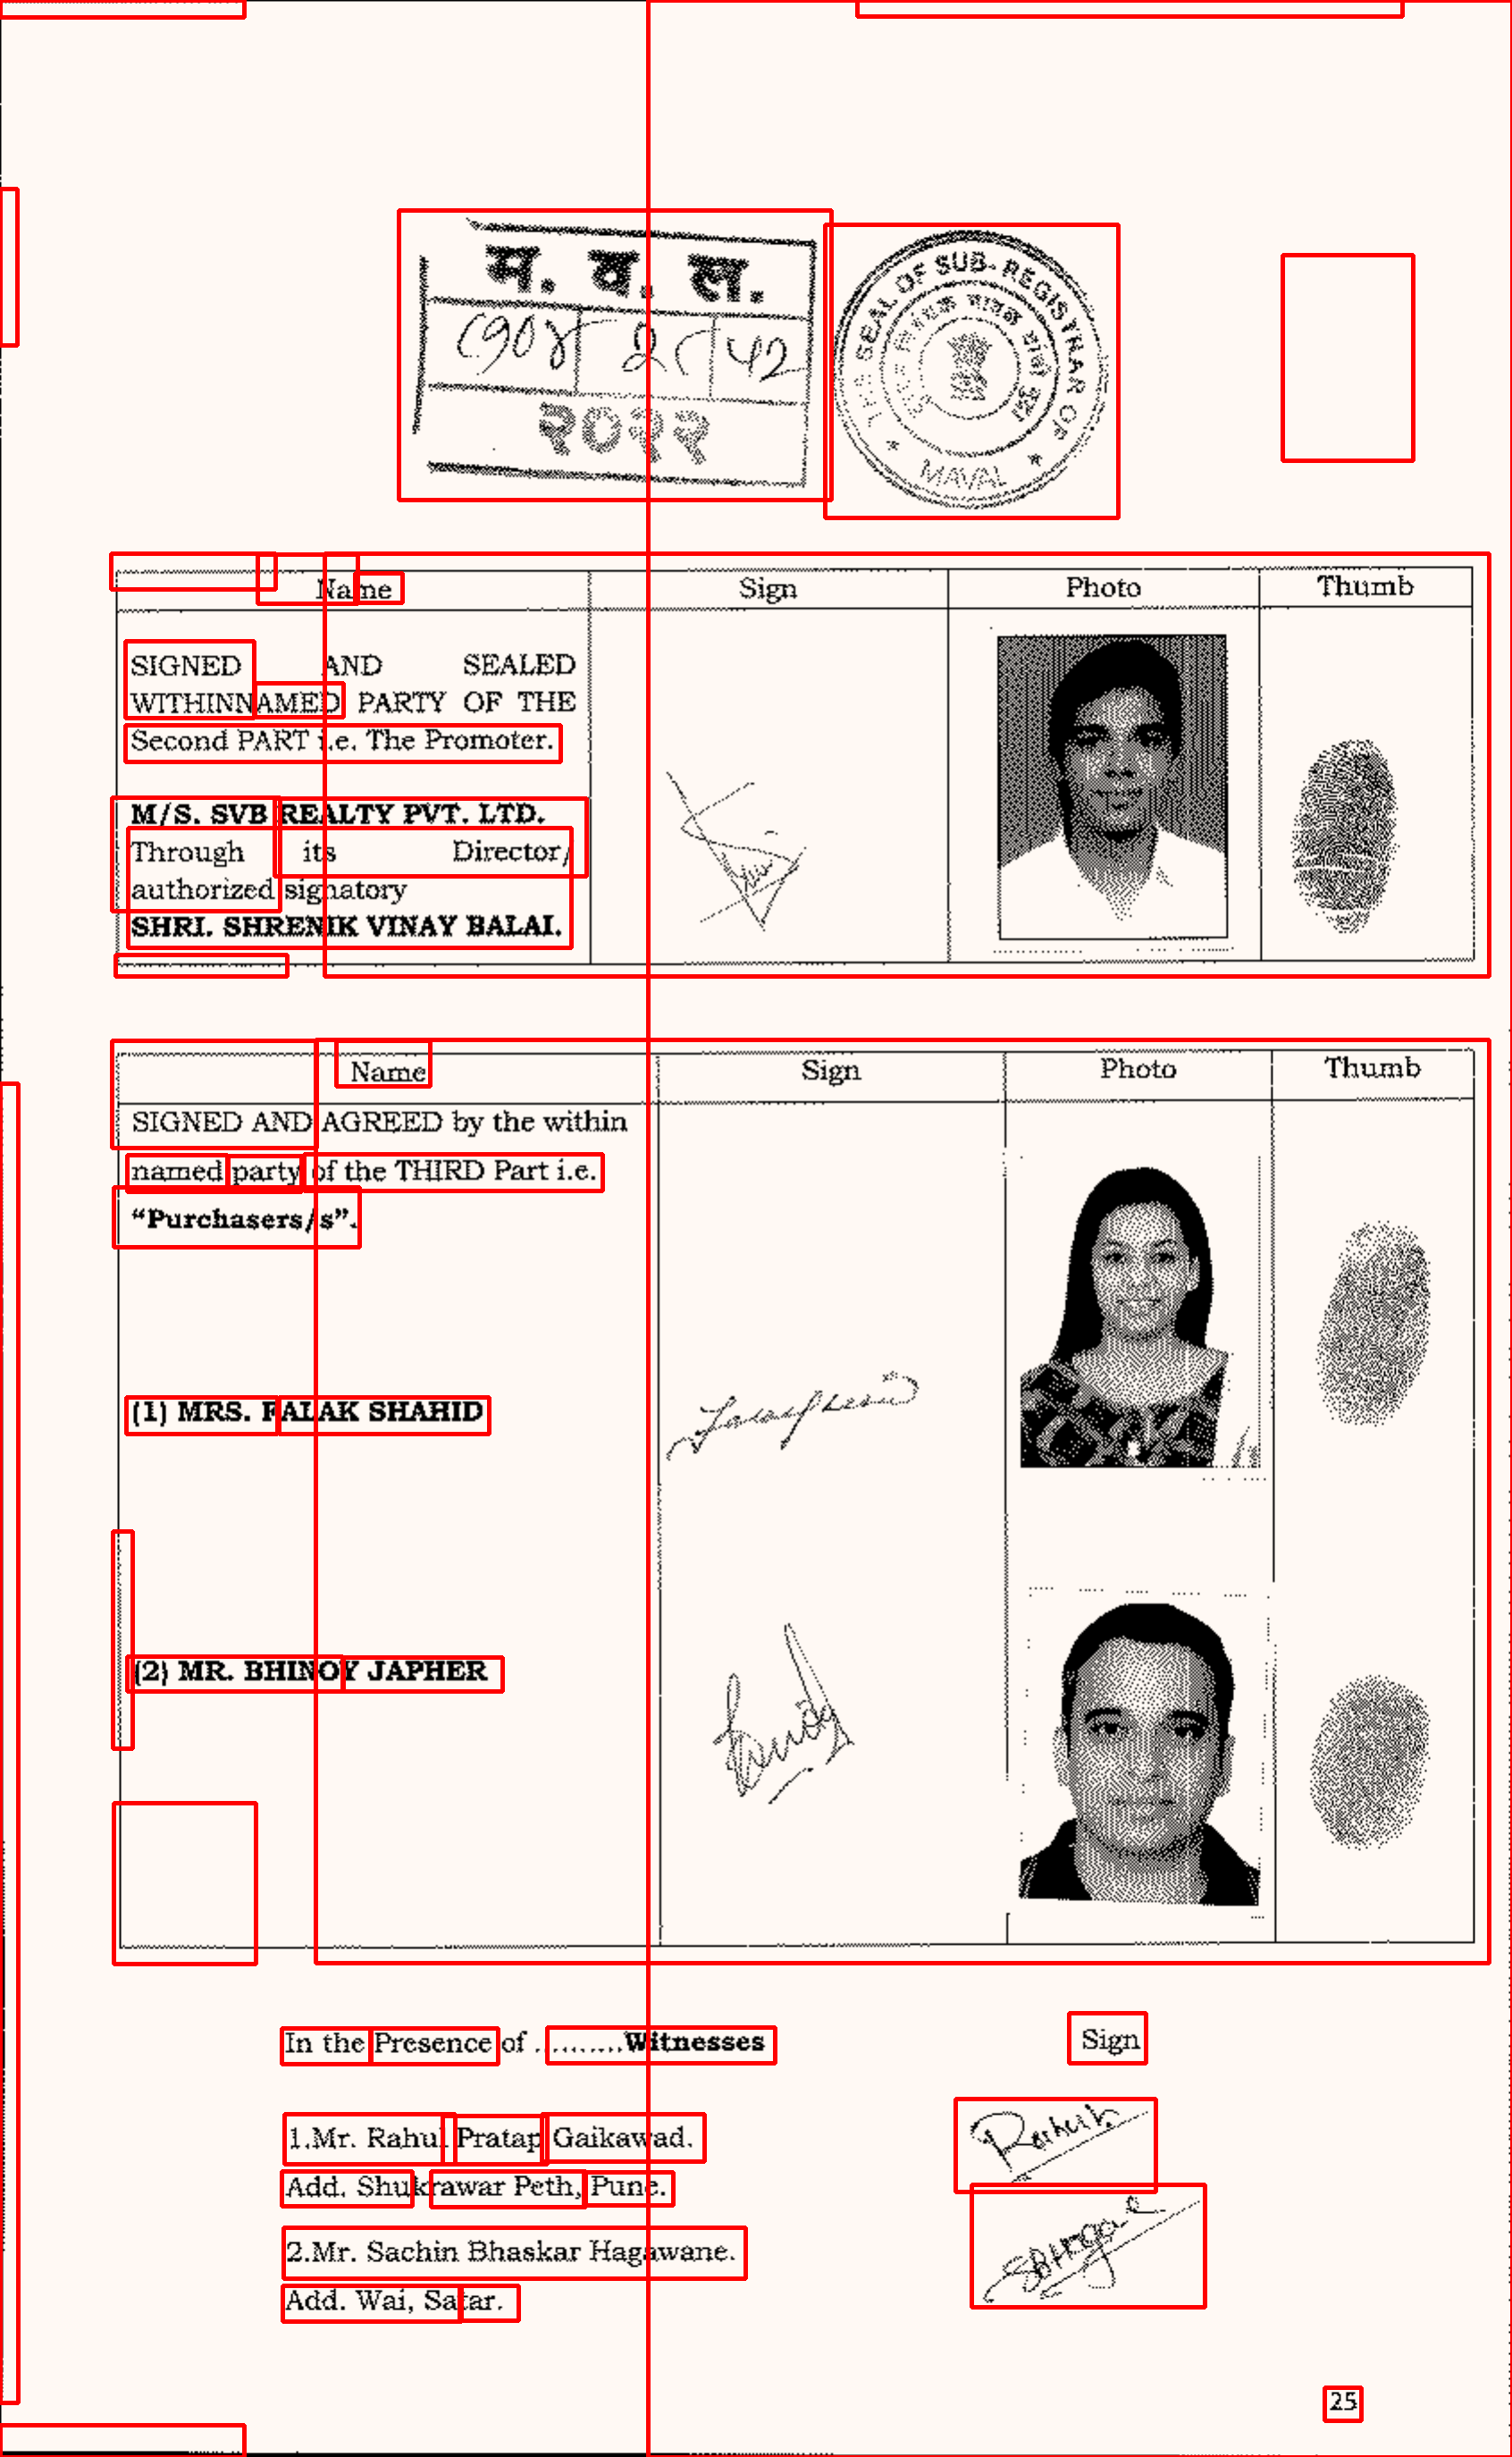 म. व. ल.
२०२२
THE SEAL OF SUB-REGISTRAR OF
MAVAL
Name Sign Photo Thumb
SIGNED AND SEALED
WITHINNAMED PARTY OF THE
Second PART i.e. The Promoter.
M/S. SVB REALTY PVT. LTD.
Through its Director/
authorized signatory
SHRI. SHRENIK VINAY BALAI.
Name Sign Photo Thumb
SIGNED AND AGREED by the within
named party of the THIRD Part i.e.
“Purchasers/s”.
(1) MRS. FALAK SHAHID
(2) MR. BHINOY JAPHER
In the Presence of ..........Witnesses Sign
1.Mr. Rahul Pratap Gaikawad.
Rahul
Add. Shukrawar Peth, Pune.
2.Mr. Sachin Bhaskar Hagawane.
Add. Wai, Satar.
25